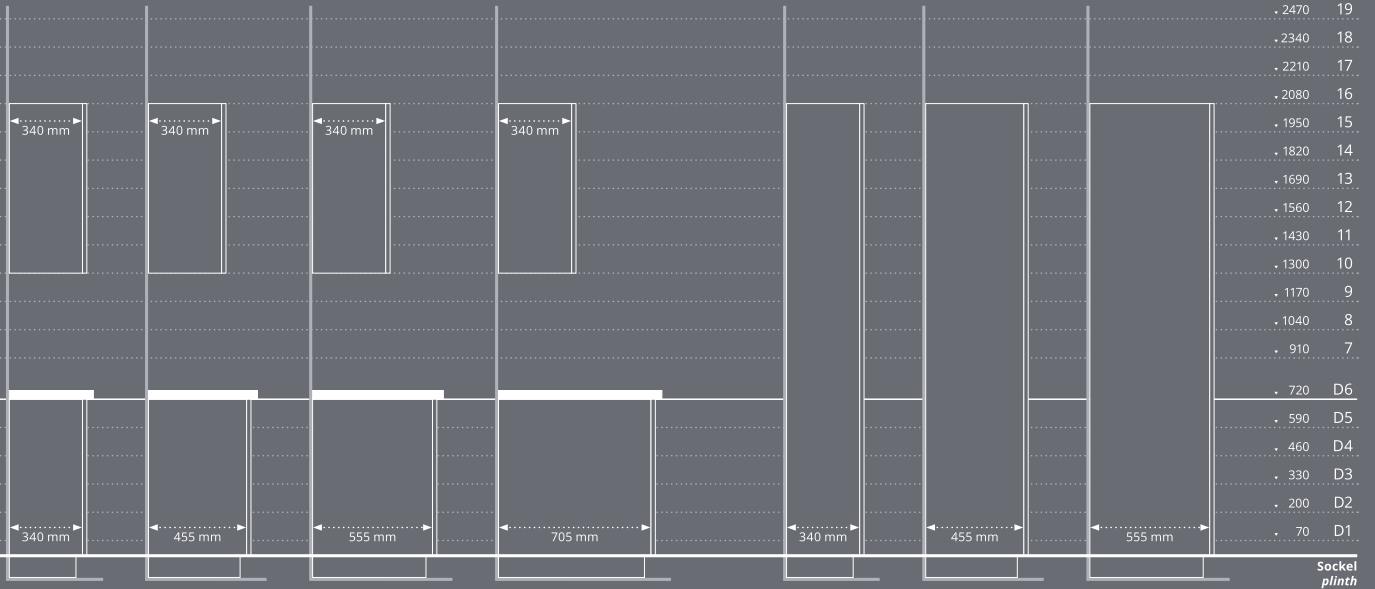 2470 19
2340 18
2210 17
2080 16
340 mm 340 mm 340 mm 340 mm
1950 15
1820 14
1690 13
1560 12
1430 11
1300 10
1170 9
1040 8
910 7
720 D6
590 D5
460 D4
330 D3
200 D2
70 D1
340 mm 455 mm 555 mm 705 mm 340 mm 455 mm 555 mm
Sockel
plinth